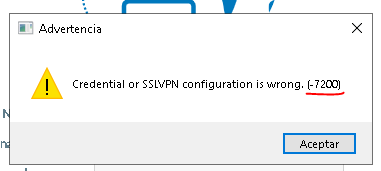 Advertencia
Credential or SSLVPN configuration is wrong. (-7200)
Aceptar